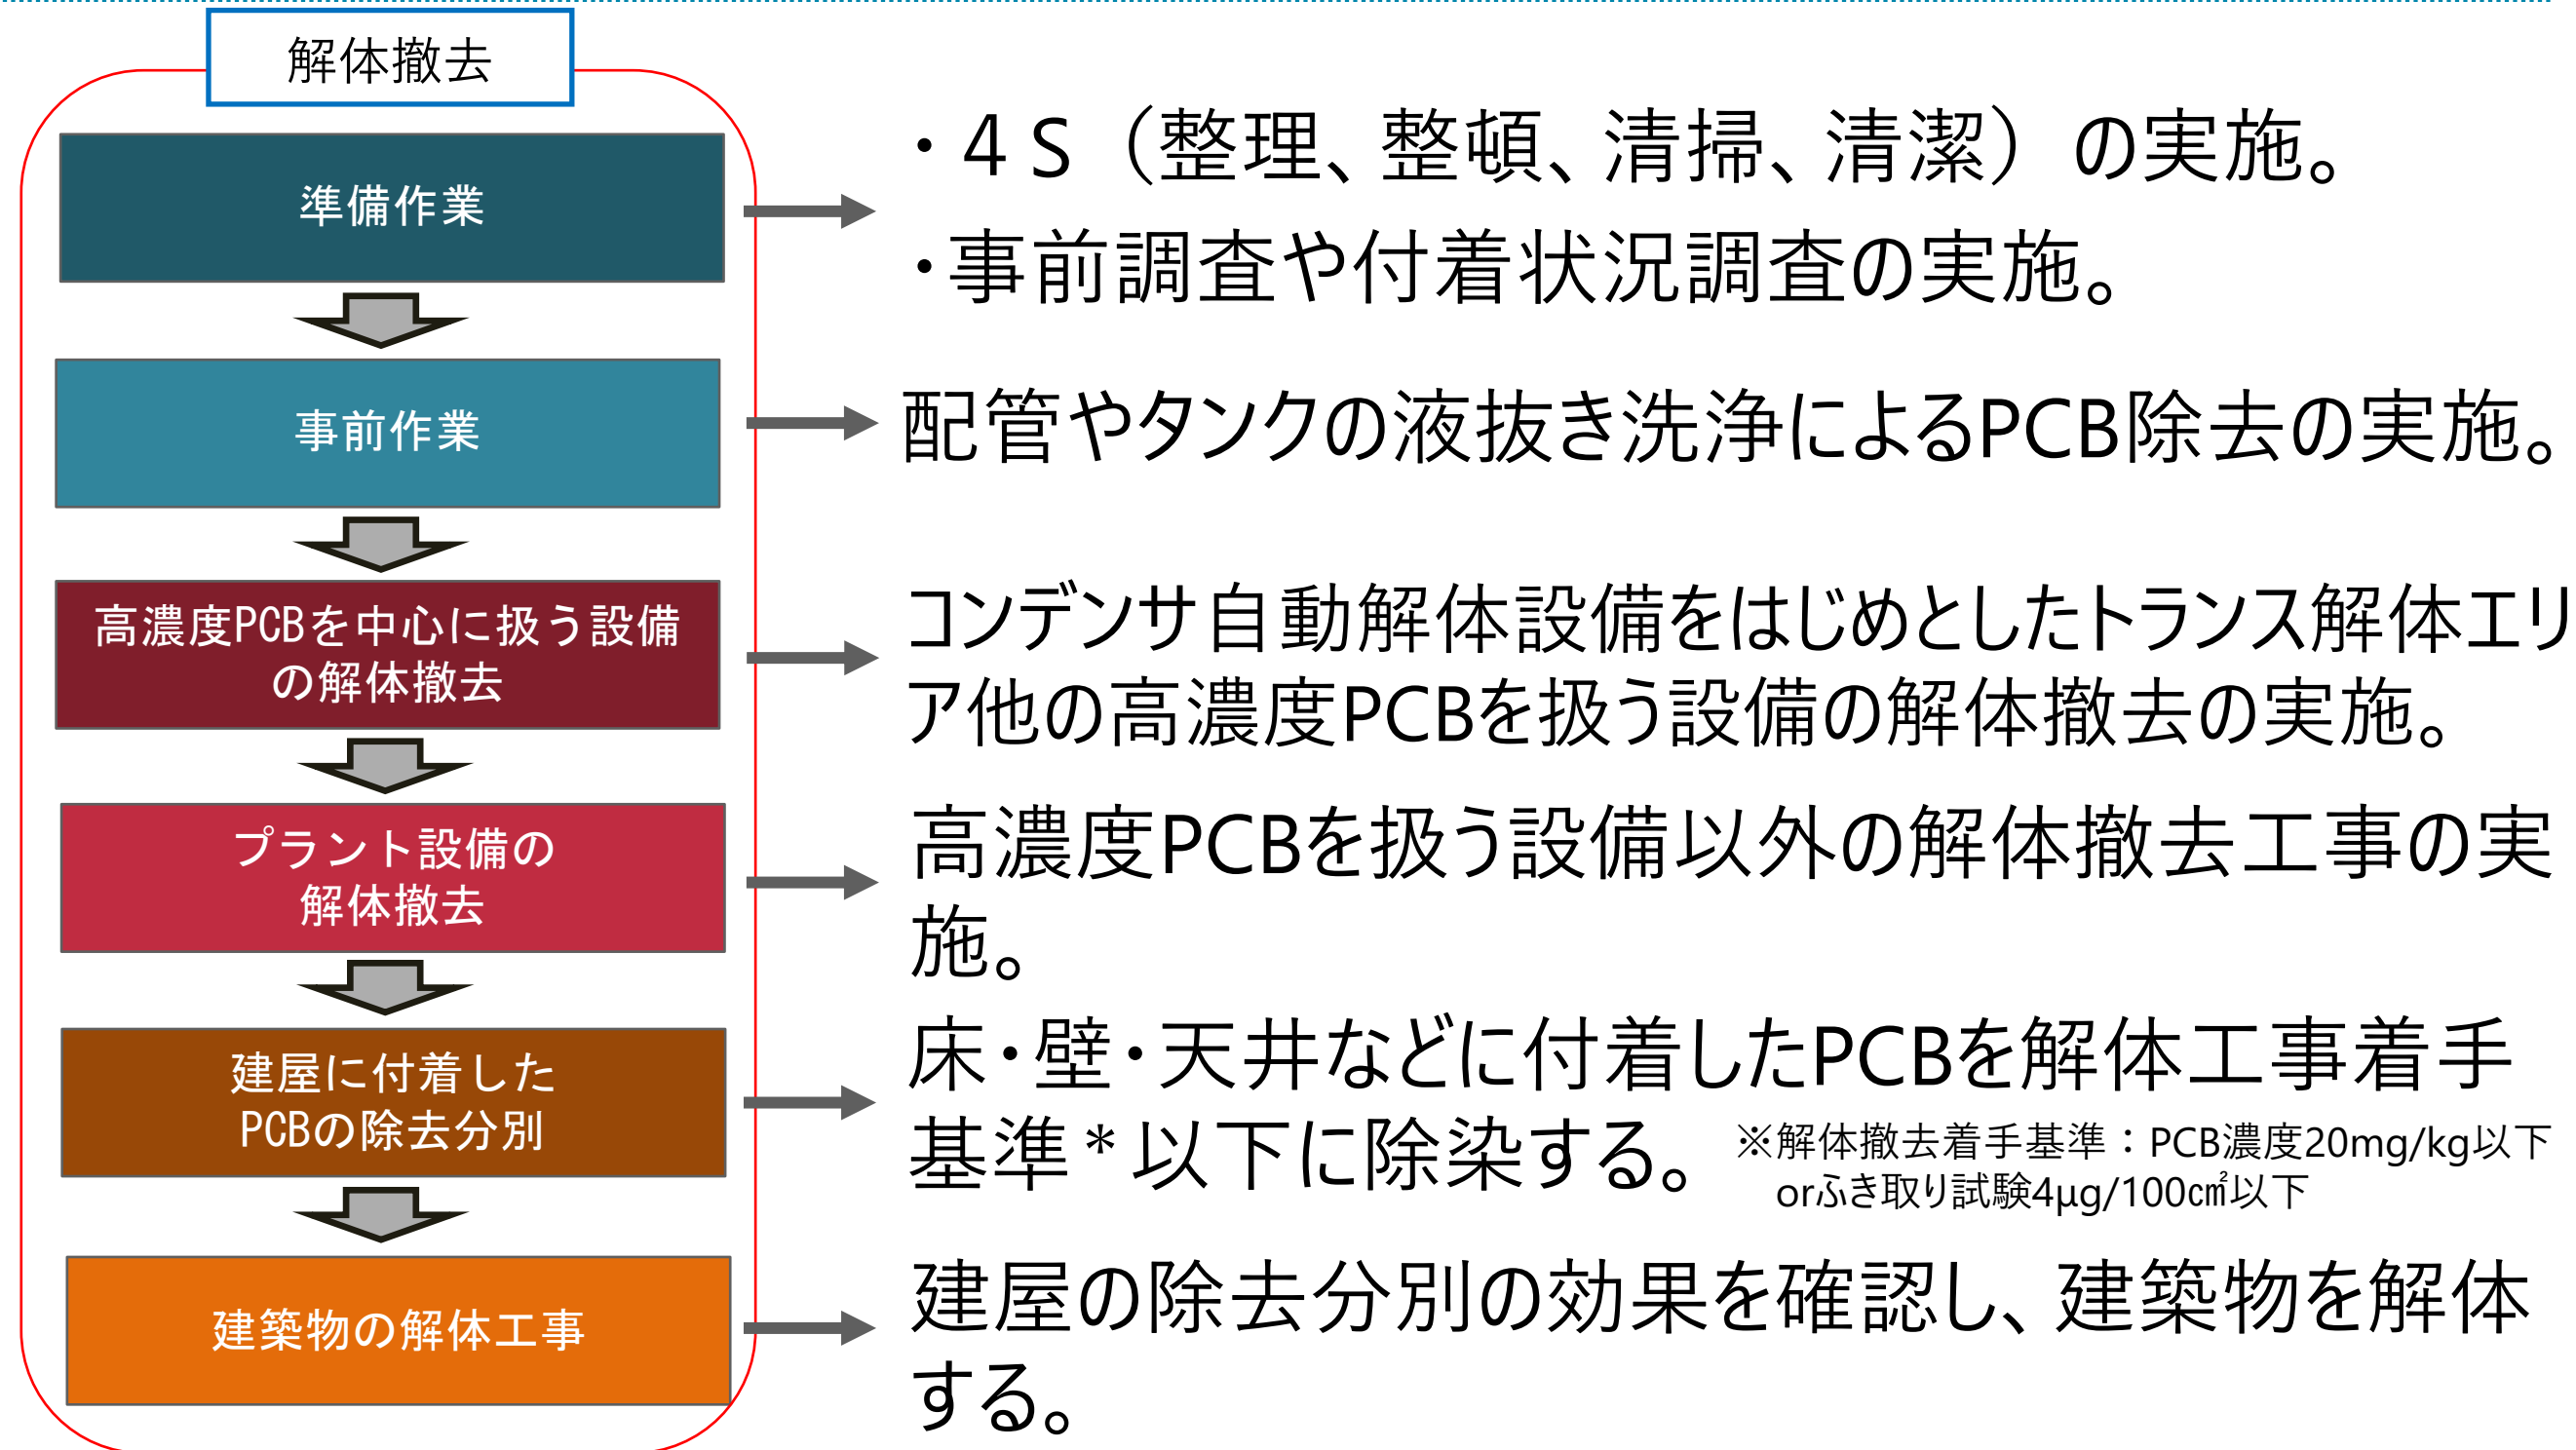 解体撤去
準備作業
・４Ｓ（整理、整頓、清掃、清潔）の実施。
・事前調査や付着状況調査の実施。
事前作業
配管やタンクの液抜き洗浄によるPCB除去の実施。
高濃度PCBを中心に扱う設備
の解体撤去
コンデンサ自動解体設備をはじめとしたトランス解体エリ
ア他の高濃度PCBを扱う設備の解体撤去の実施。
プラント設備の
解体撤去
高濃度PCBを扱う設備以外の解体撤去工事の実
施。
建屋に付着した
PCBの除去分別
床・壁・天井などに付着したPCBを解体工事着手
基準＊以下に除染する。
※解体撤去着手基準：PCB濃度20mg/kg以下
orふき取り試験4μg/100㎠以下
建築物の解体工事
建屋の除去分別の効果を確認し、建築物を解体
する。